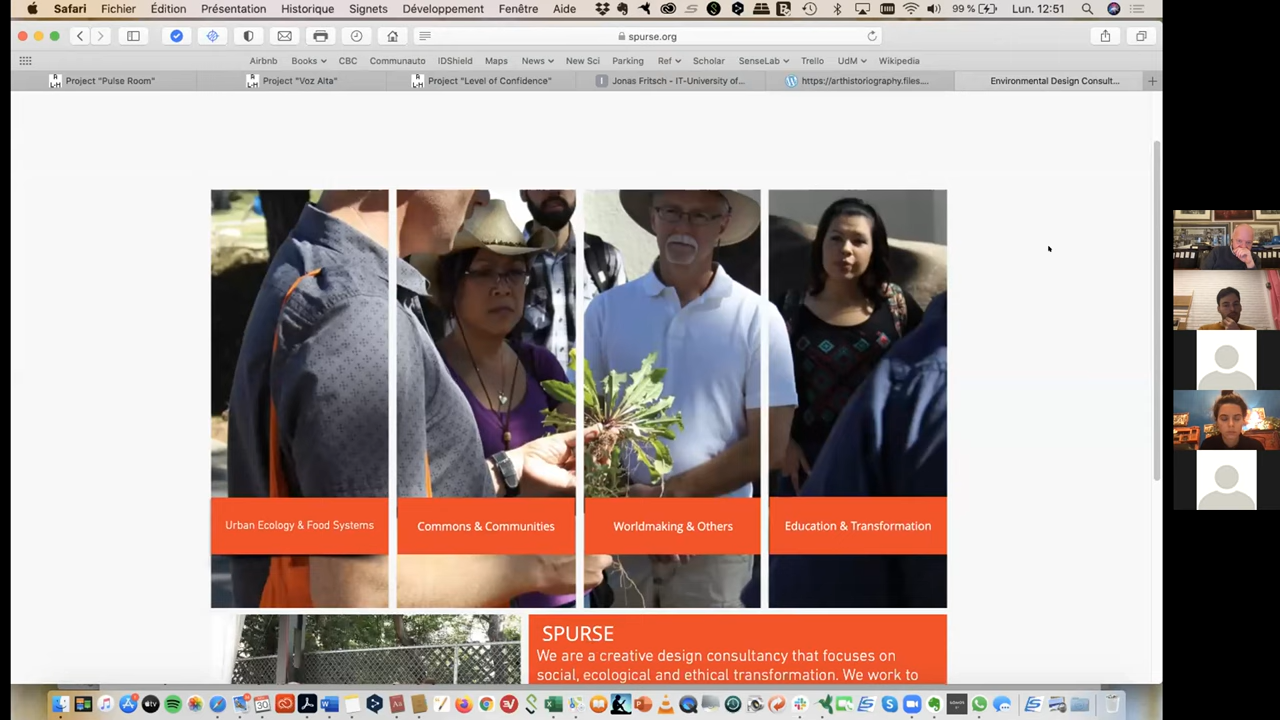 Safari Fichier Édition Présentation Historique Signets Développement Fenêtre Aide 99 % Lun. 12:51
spurse.org
Airbnb Books CBC Communauto IDShield Maps News New Sci Parking Ref Scholar SenseLab Trello UdM Wikipedia
Project "Pulse Room" Project "Voz Alta" Project "Level of Confidence" Jonas Fritsch - IT-University of... https://arthistoriography.files.... Environmental Design Consult...
Urban Ecology & Food Systems Commons & Communities Worldmaking & Others Education & Transformation
SPURSE
We are a creative design consultancy that focuses on
social, ecological and ethical transformation. We work to